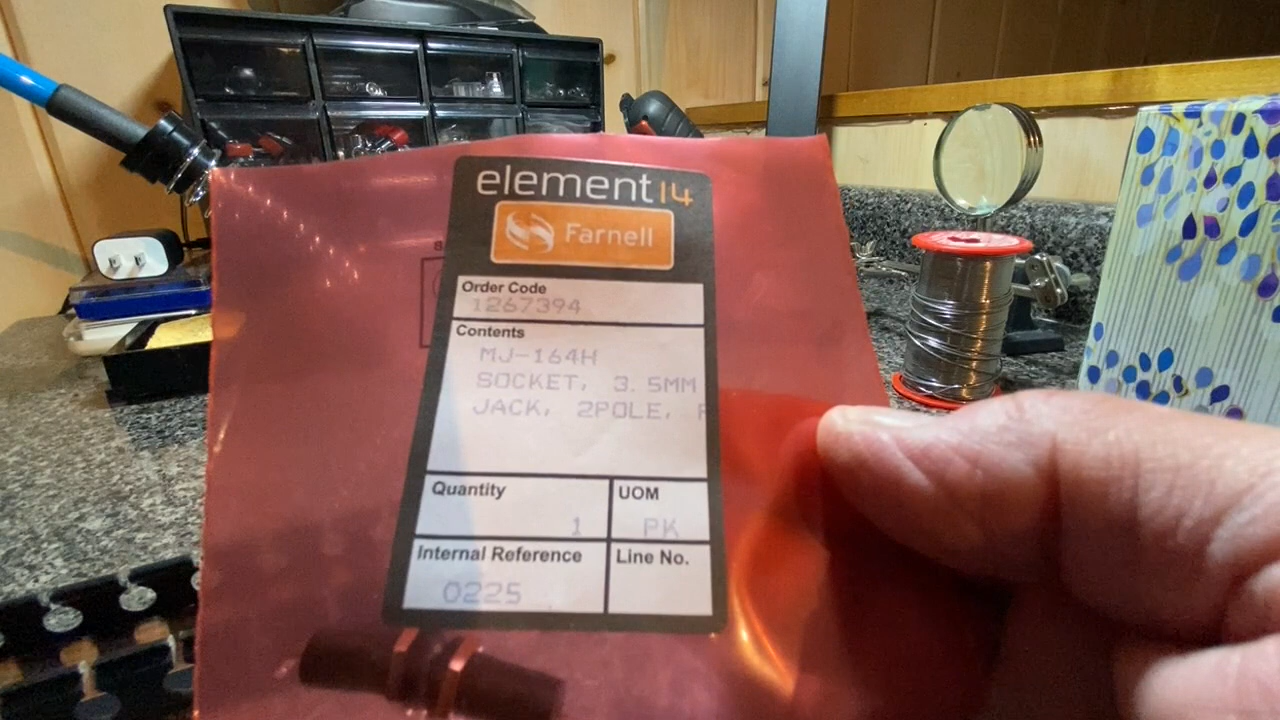 element14
Farnell
Order Code
1267394
Contents
MJ-164H
SOCKET, 3.5MM
JACK, 2POLE,
Quantity
1
UOM
PK
Internal Reference
0225
Line No.